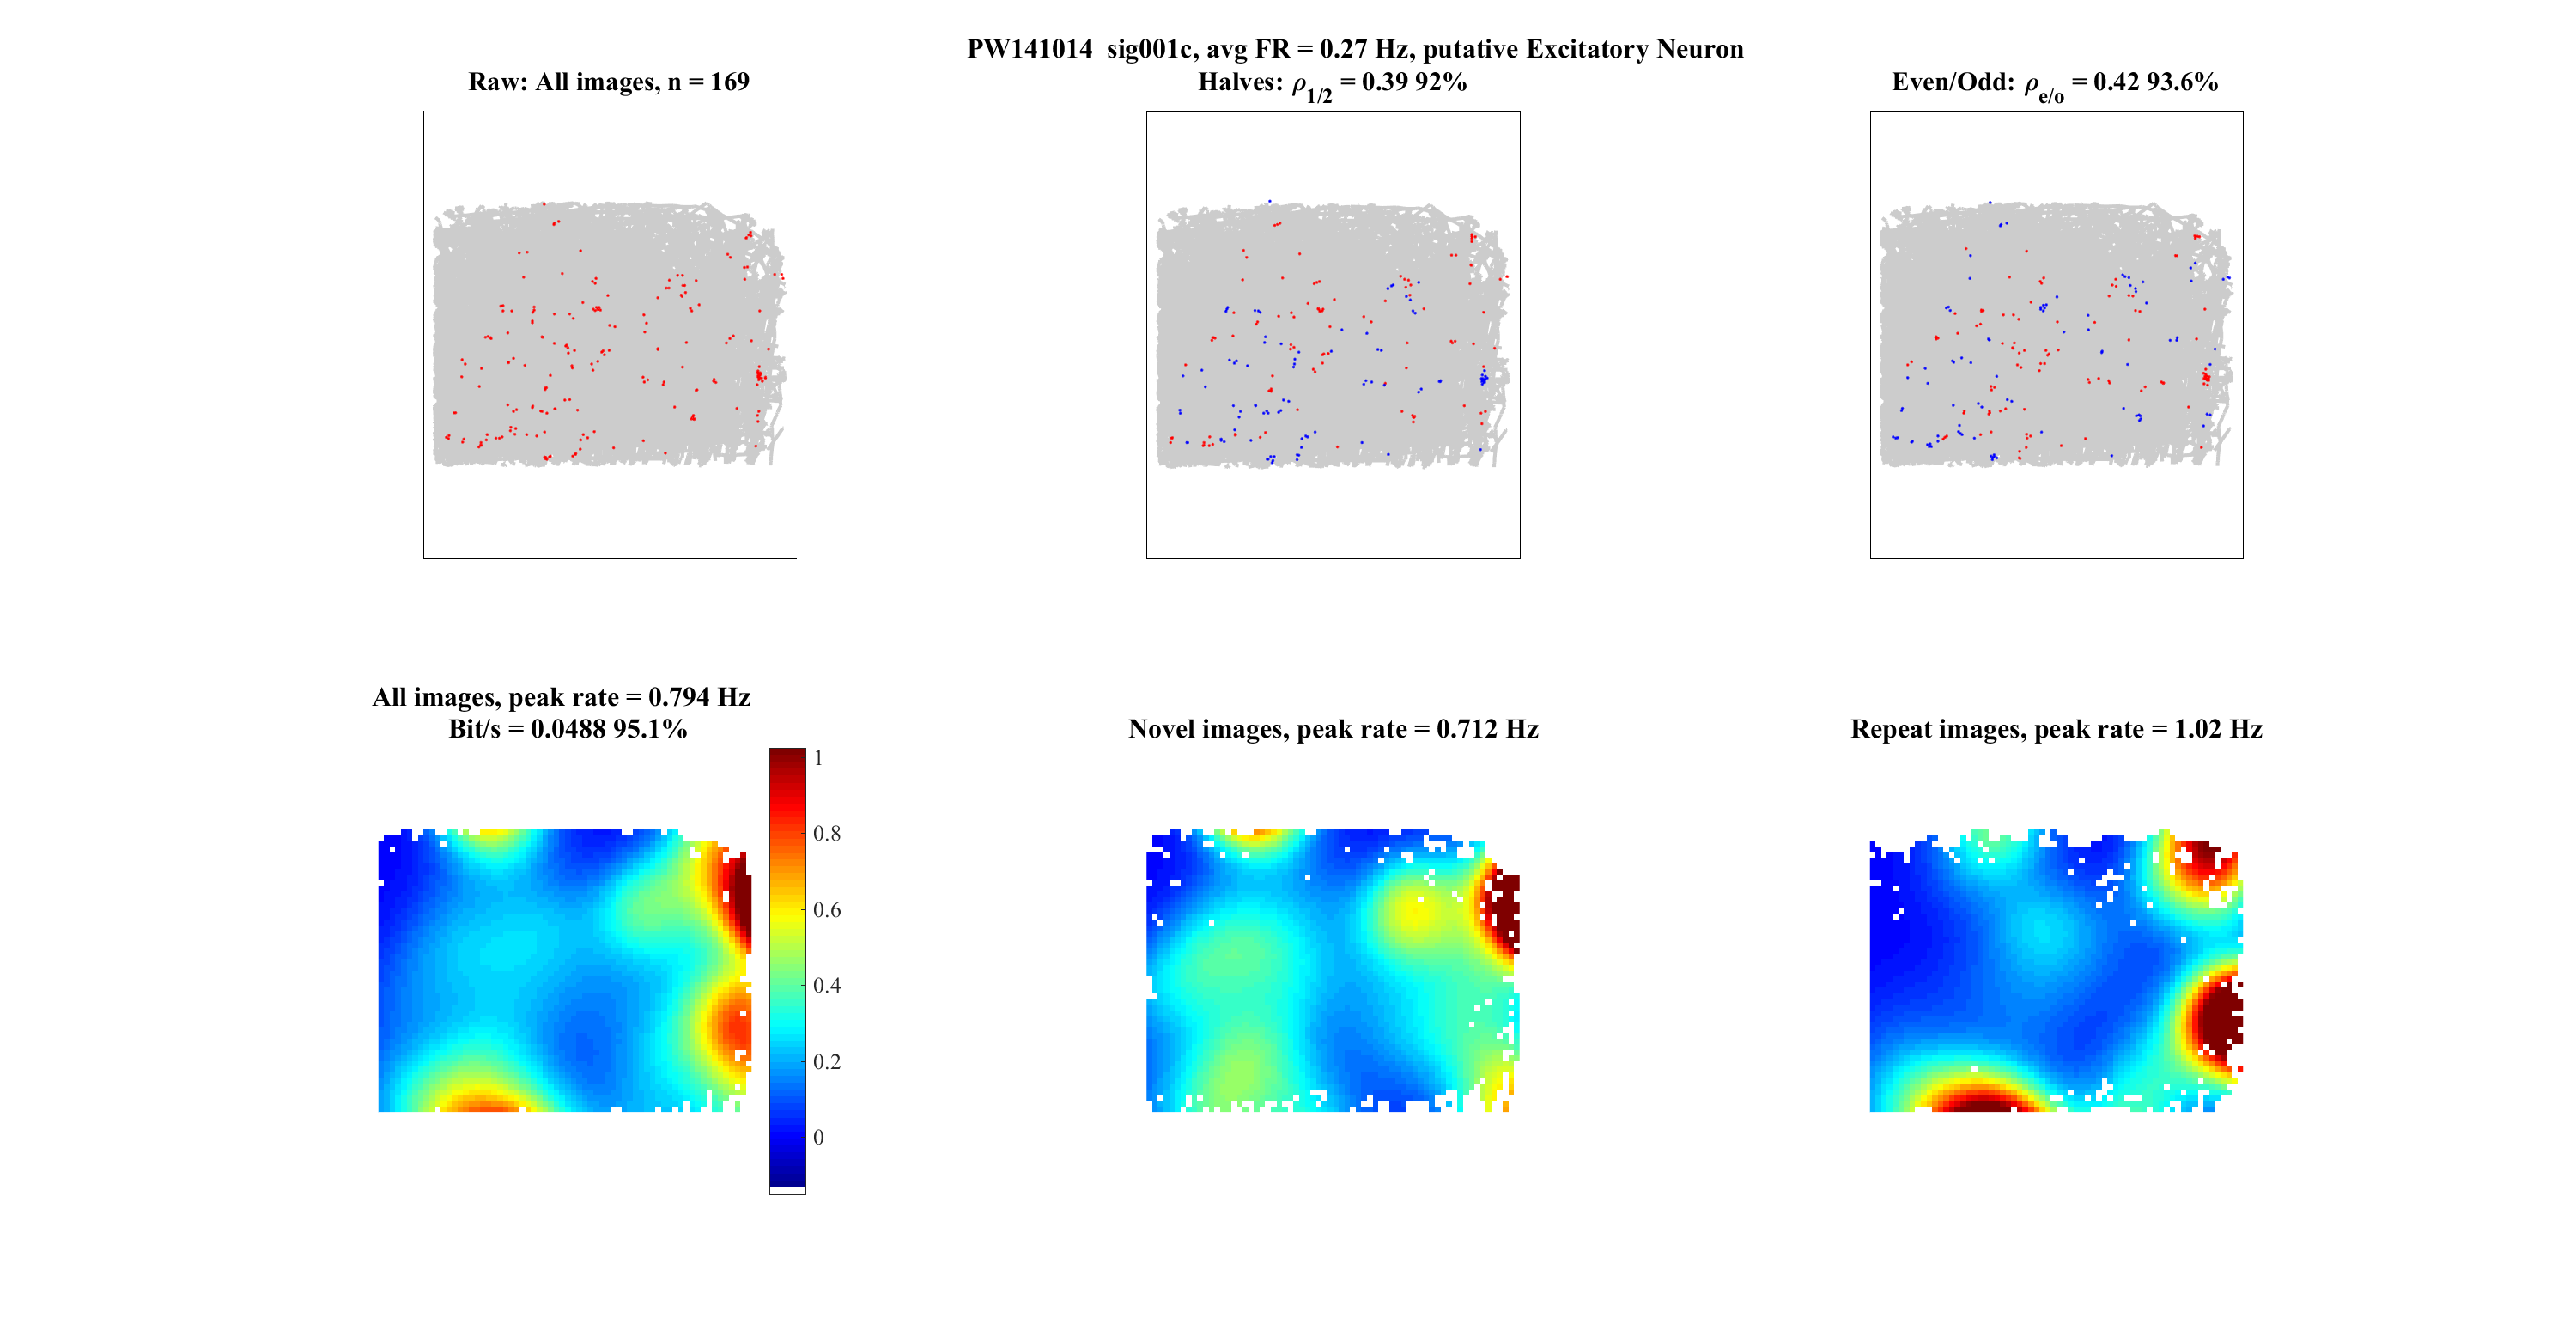 PW141014 sig001c, avg FR = 0.27 Hz, putative Excitatory Neuron
Raw: All images, n = 169
Halves: ρ1/2 = 0.39 92%
Even/Odd: ρe/o = 0.42 93.6%
All images, peak rate = 0.794 Hz
Bit/s = 0.0488 95.1%
Novel images, peak rate = 0.712 Hz
Repeat images, peak rate = 1.02 Hz
1
0.8
0.6
0.4
0.2
0